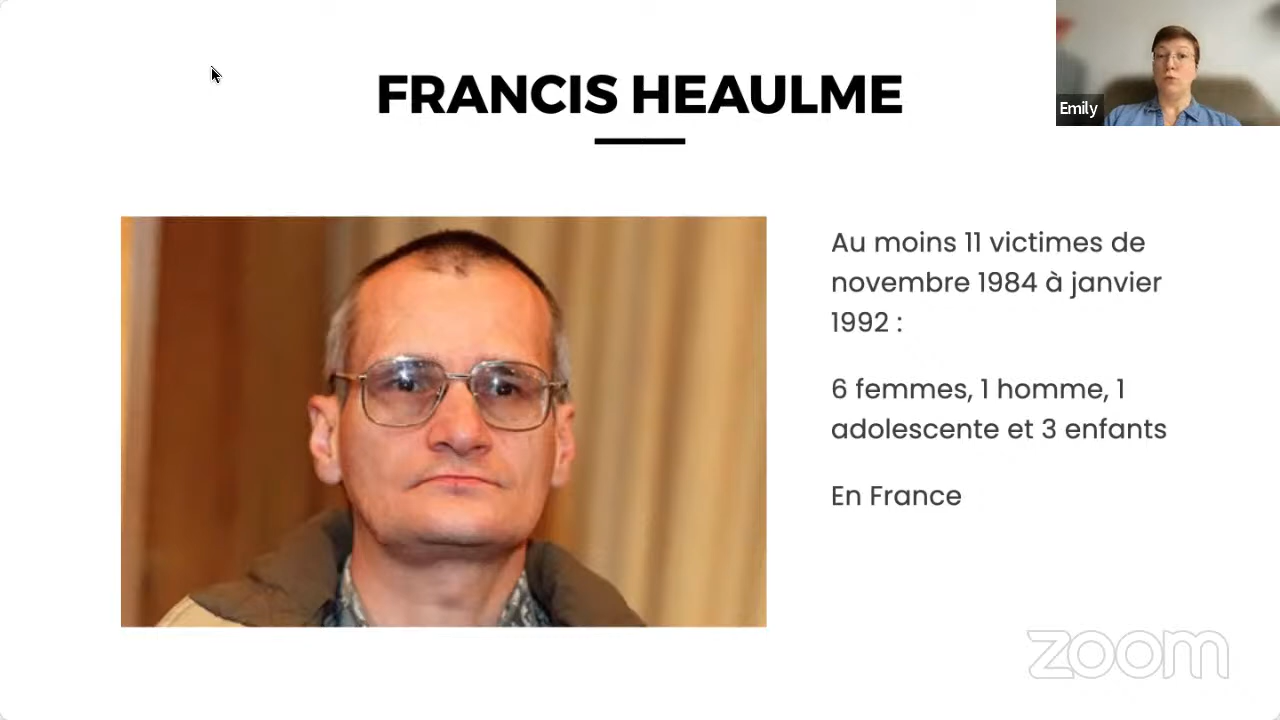 FRANCIS HEAULME
Emily
Au moins 11 victimes de
novembre 1984 à janvier
1992 :
6 femmes, 1 homme, 1
adolescente et 3 enfants
En France
zoom